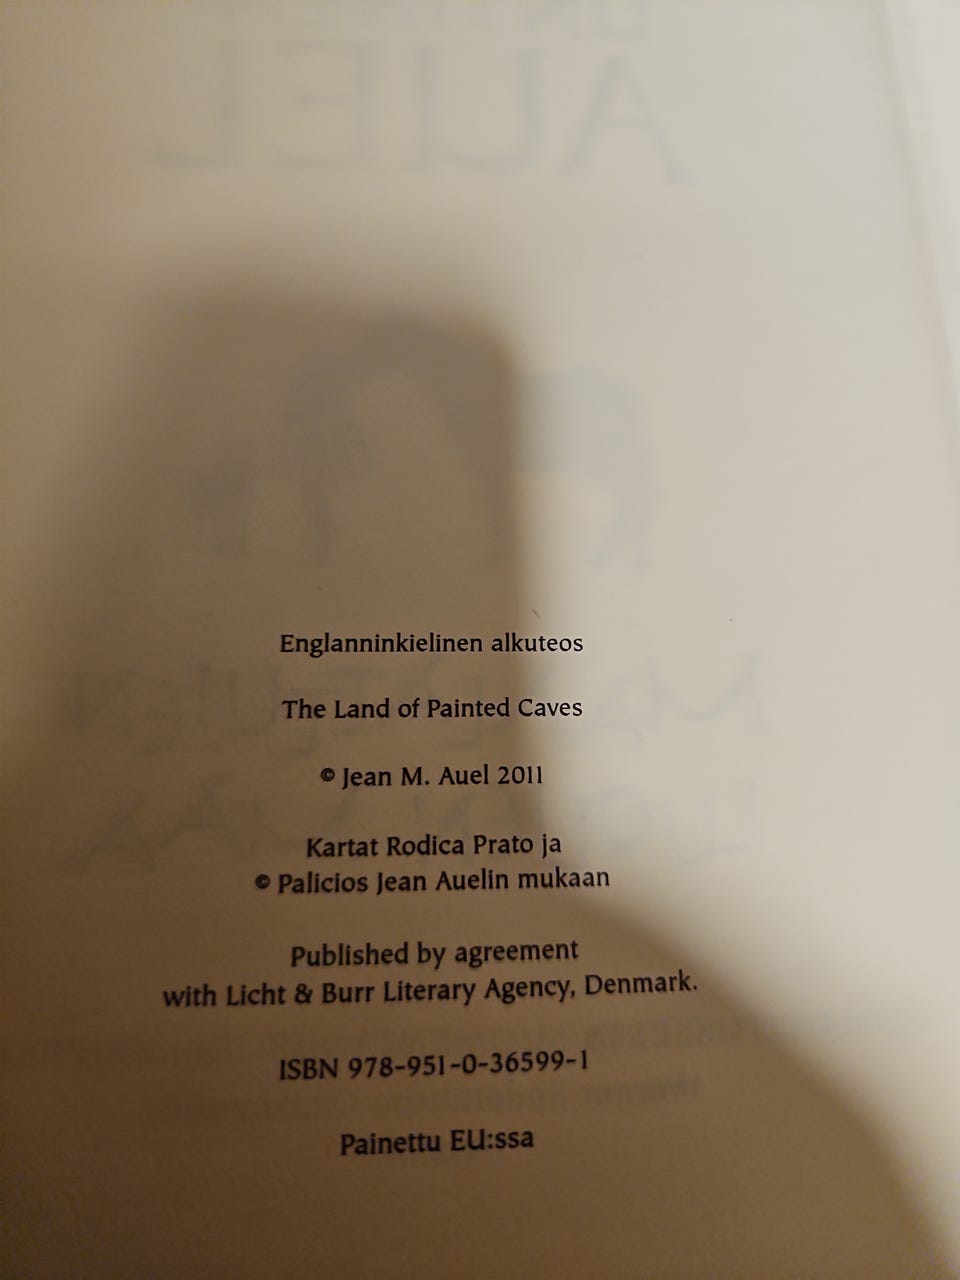 Englanninkielinen alkuteos
The Land of Painted Caves
© Jean M. Auel 2011
Kartat Rodica Prato ja
© Palicios Jean Auelin mukaan
Published by agreement
with Licht & Burr Literary Agency, Denmark.
ISBN 978-951-0-36599-1
Painettu EU:ssa